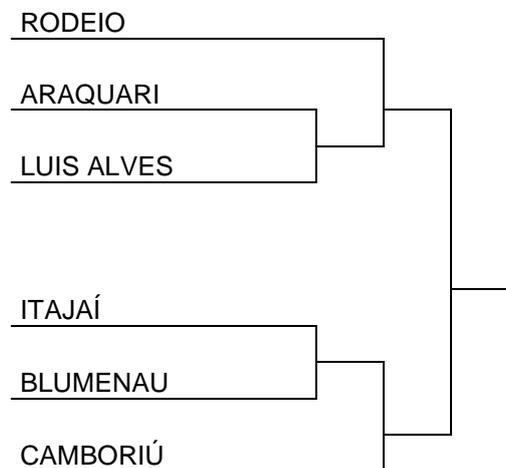 RODEIO
ARAQUARI
LUIS ALVES
ITAJAÍ
BLUMENAU
CAMBORIÚ